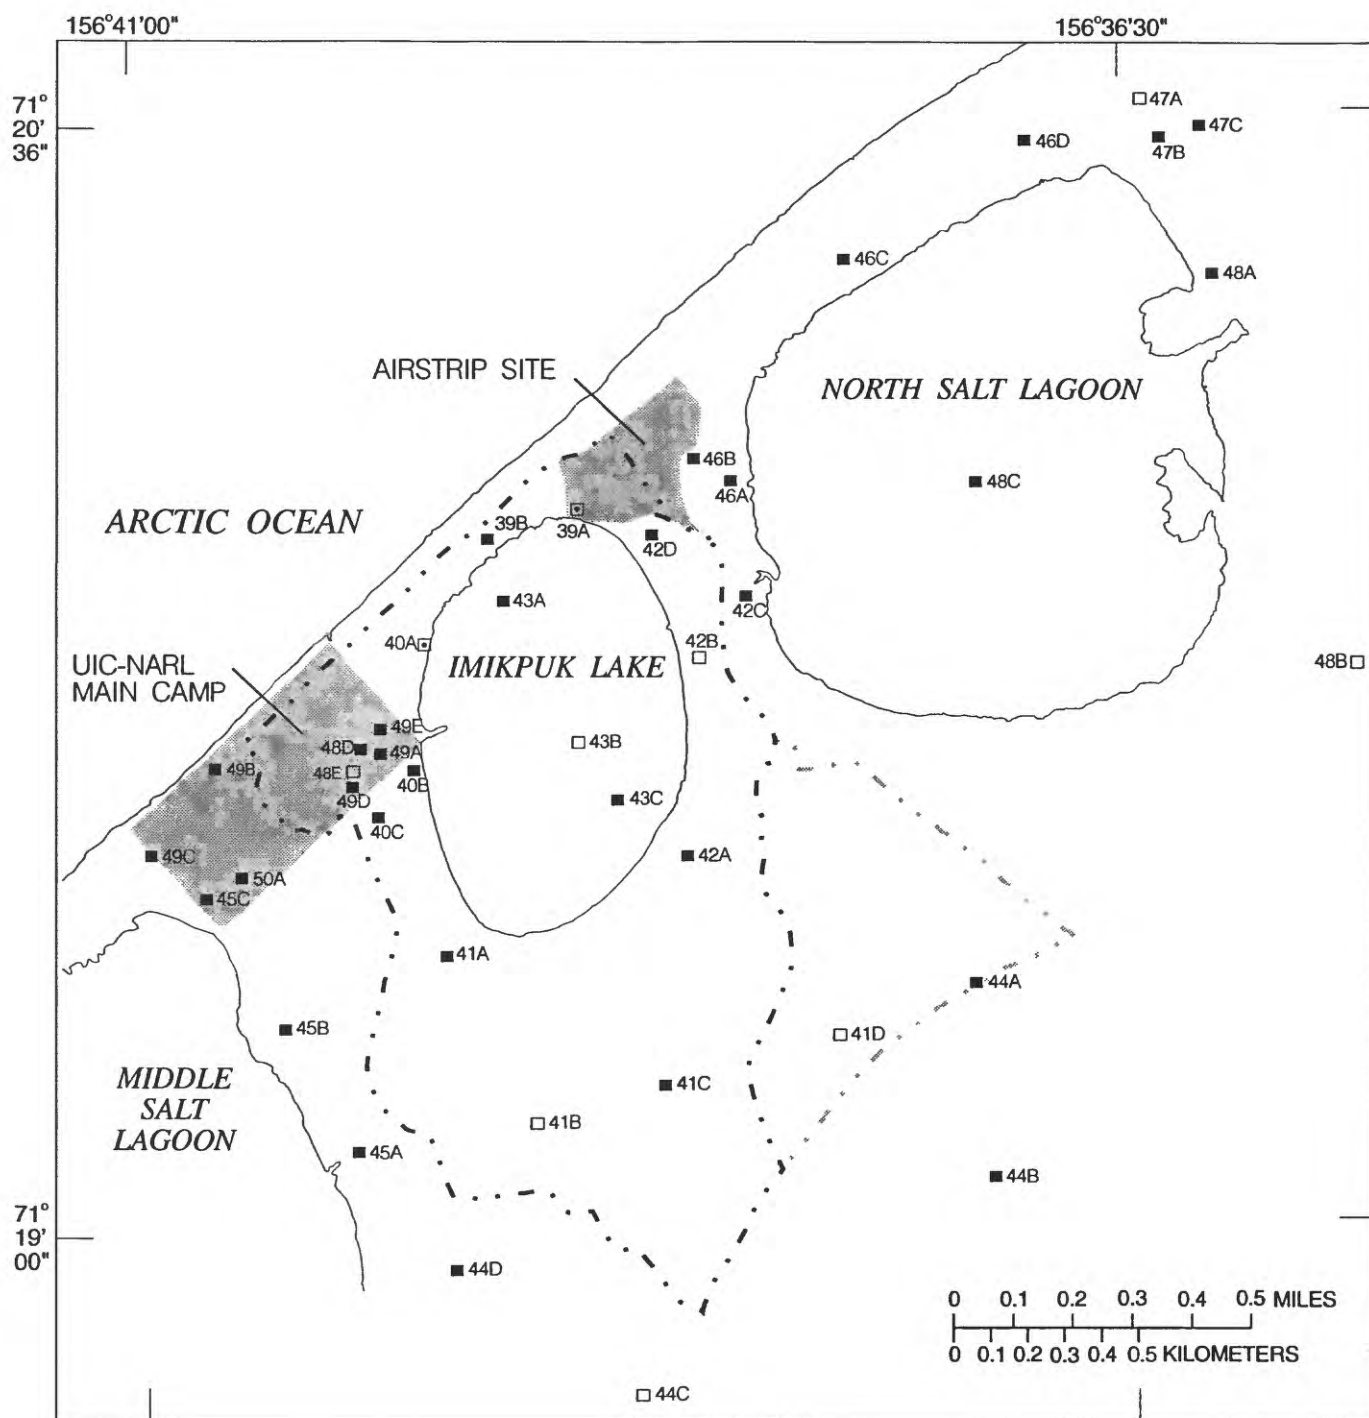 156°41'00"
156°36'30"
71°
20'
36"
47A
47C
47B
46D
46C
48A
AIRSTRIP SITE
NORTH SALT LAGOON
46B
46A
48C
ARCTIC OCEAN
39B
39A
42D
43A
42C
40A
42B
UIC-NARL
MAIN CAMP
IMIKPUK LAKE
48B
49E
48D
49A
43B
49B
48E
40B
49D
43C
40C
49C
42A
50A
45C
41A
44A
45B
41D
MIDDLE
SALT
LAGOON
41C
41B
45A
44B
71°
19'
00"
44D
0 0.1 0.2 0.3 0.4 0.5 MILES
0 0.1 0.2 0.3 0.4 0.5 KILOMETERS
44C